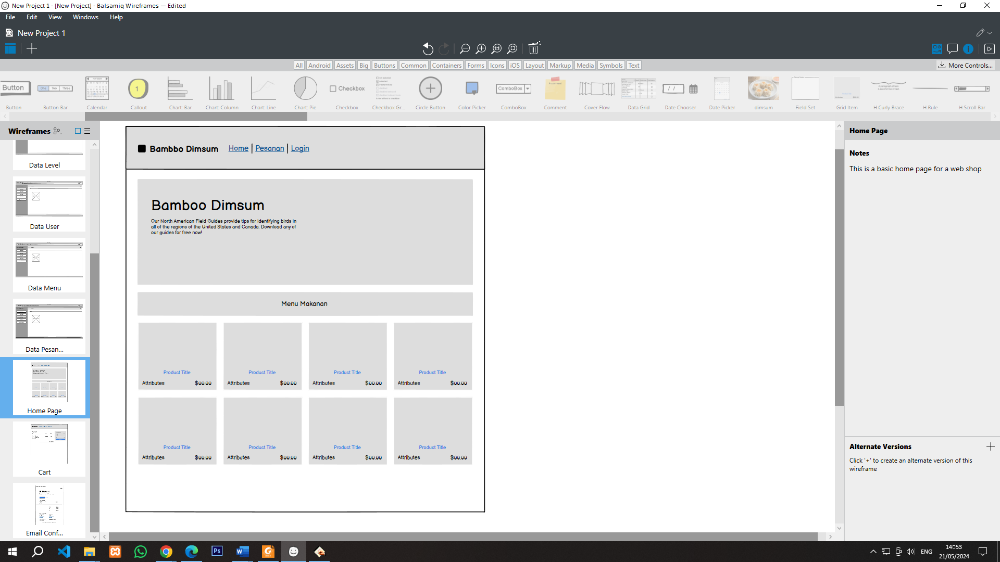 New Project 1 - [New Project] - Balsamiq Wireframes — Edited
File Edit View Windows Help
New Project 1
All Android Assets Big Buttons Common Containers Forms Icons iOS Layout Markup Media Symbols Text
More Controls...
Button
One Two Three
1
Checkbox
ComboBox
A comment
/ /
Button
Button Bar
Calendar
Callout
Chart: Bar
Chart: Column
Chart: Line
Chart: Pie
Checkbox
Checkbox Gr...
Circle Button
Color Picker
ComboBox
Comment
Cover Flow
Data Grid
Date Chooser
Date Picker
dimsum
Field Set
Grid Item
H.Curly Brace
H.Rule
H.Scroll Bar
Wireframes
Data Level
Data User
Data Menu
Data Pesan...
Home Page
Cart
Email Conf...
Bambbo Dimsum Home | Pesanan | Login
Bamboo Dimsum
Our North American Field Guides provide tips for identifying birds in
all of the regions of the United States and Canada. Download any of
our guides for free now!
Menu Makanan
Product Title Product Title Product Title Product Title
Attributes $00.00 Attributes $00.00 Attributes $00.00 Attributes $00.00
Product Title Product Title Product Title Product Title
Attributes $00.00 Attributes $00.00 Attributes $00.00 Attributes $00.00
Home Page
Notes
This is a basic home page for a web shop
Alternate Versions
Click '+' to create an alternate version of this
wireframe
ENG
14:53
21/05/2024